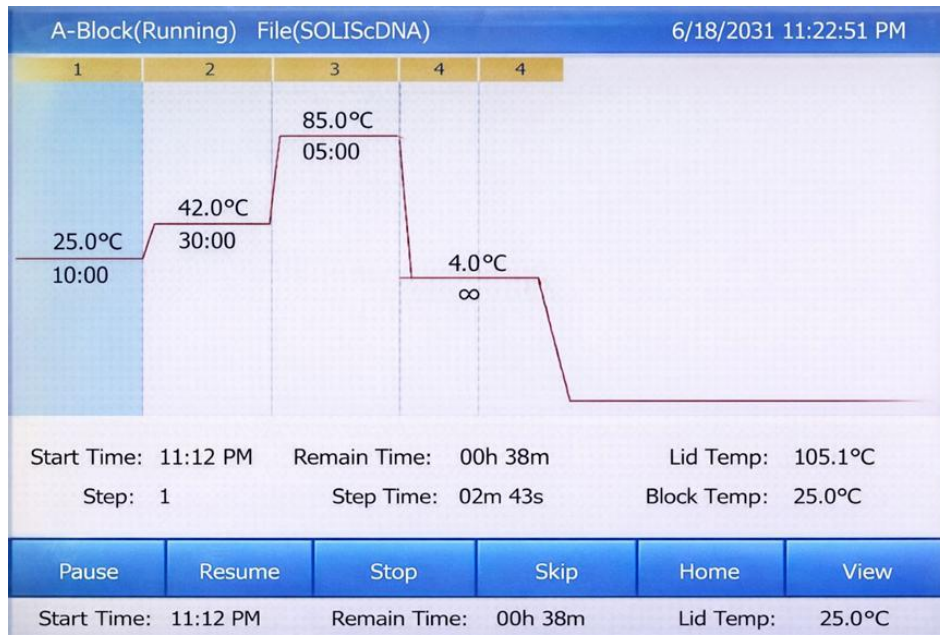 A-Block(Running) File(SOLIScDNA) 6/18/2031 11:22:51 PM
1 2 3 4 4
85.0°C
05:00
42.0°C
30:00
25.0°C
10:00
4.0°C
∞
Start Time: 11:12 PM Remain Time: 00h 38m Lid Temp: 105.1°C
Step: 1 Step Time: 02m 43s Block Temp: 25.0°C
Pause Resume Stop Skip Home View
Start Time: 11:12 PM Remain Time: 00h 38m Lid Temp: 25.0°C